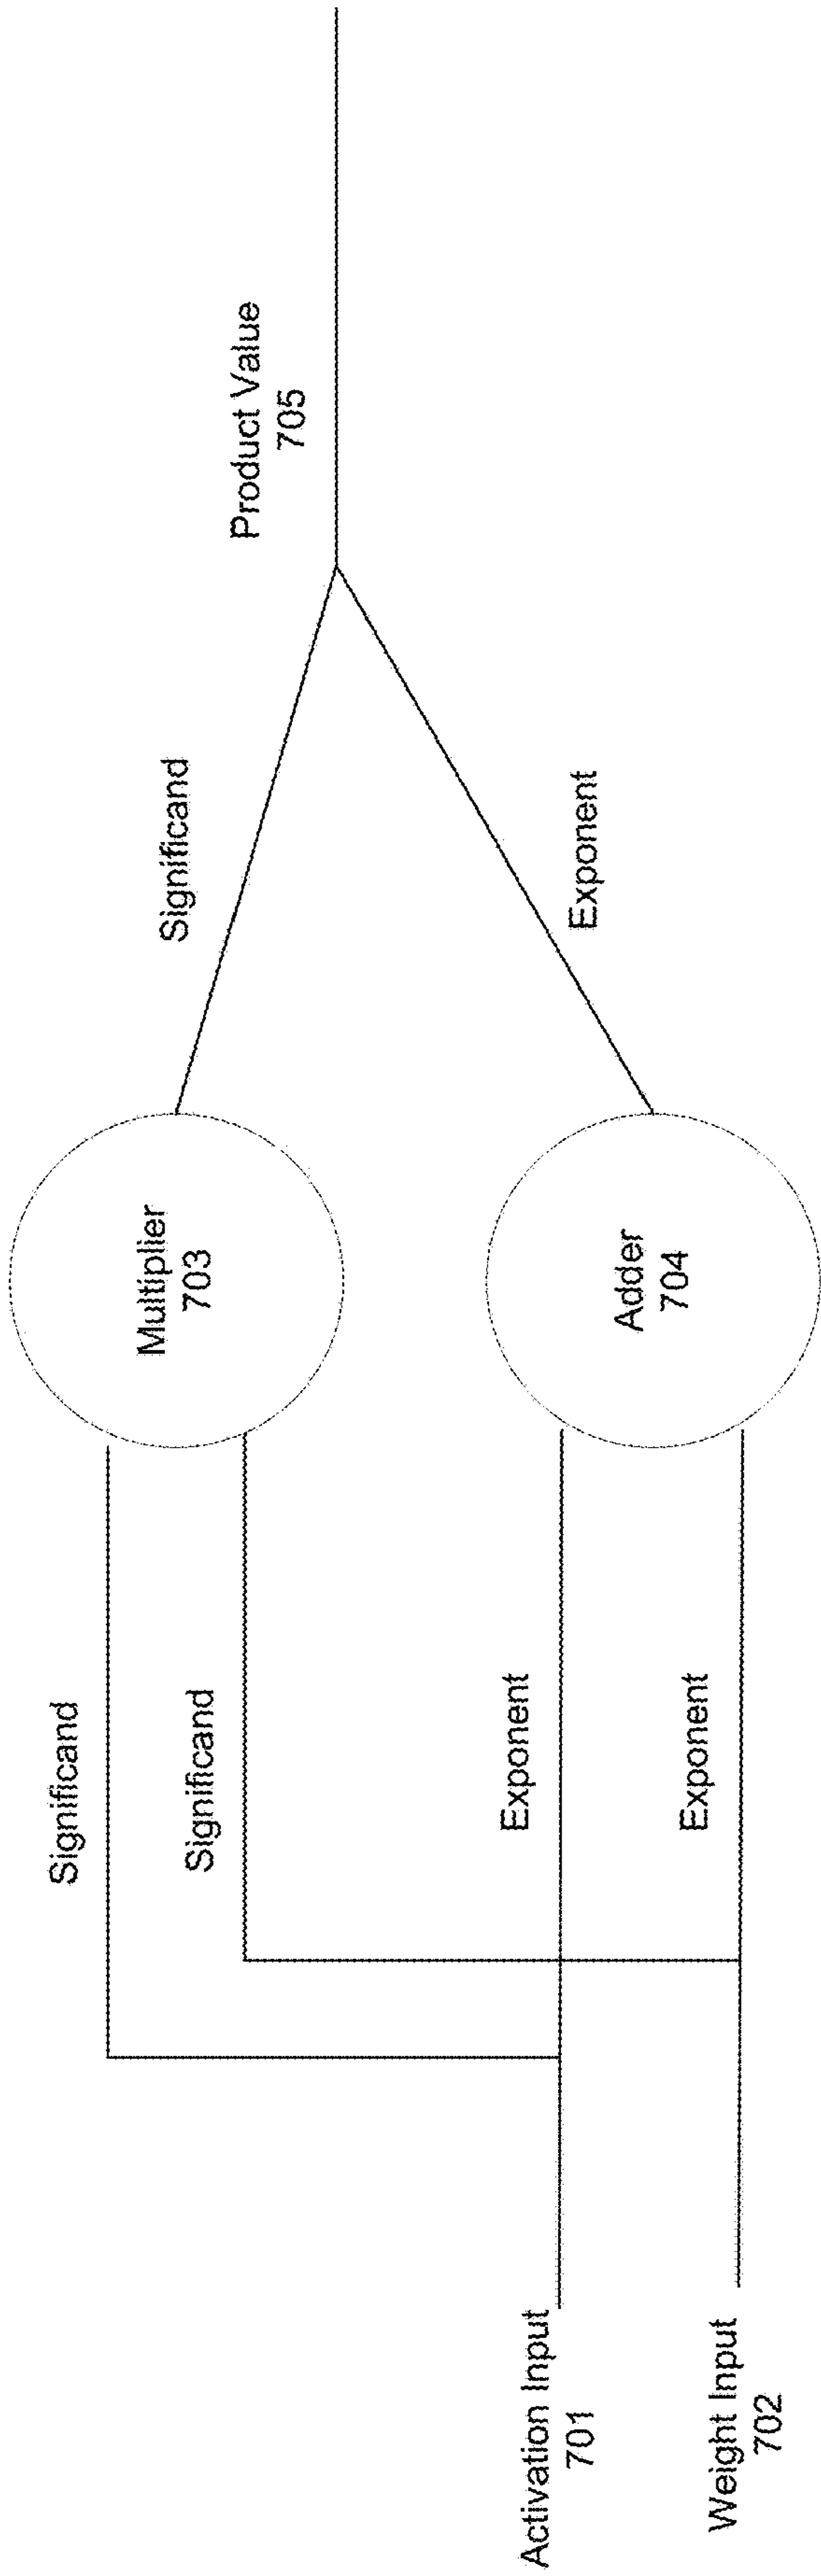 Significand
Significand
Multiplier
703
Significand
Product Value
705
Activation Input
701
Exponent
Exponent
Adder
704
Exponent
Weight Input
702